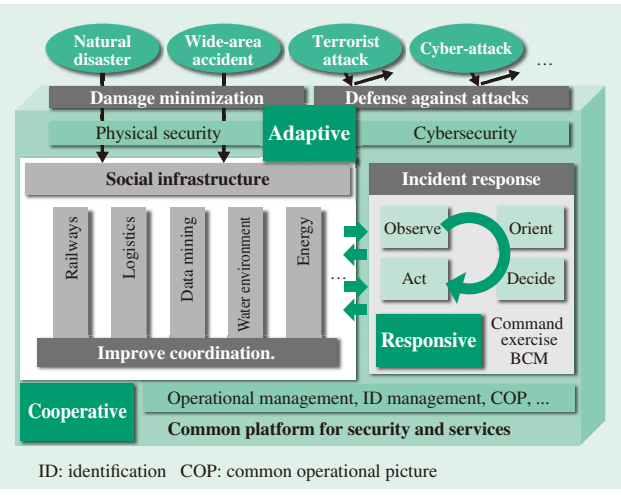 Natural
disaster
Wide-area
accident
Terrorist
attack
Cyber-attack
...
Damage minimization
Defense against attacks
Physical security
Adaptive
Cybersecurity
Social infrastructure
Railways
Logistics
Data mining
Water environment
Energy
...
Improve coordination.
Incident response
Observe
Orient
Act
Decide
Responsive
Command
exercise
BCM
Cooperative
Operational management, ID management, COP, ...
Common platform for security and services
ID: identification COP: common operational picture